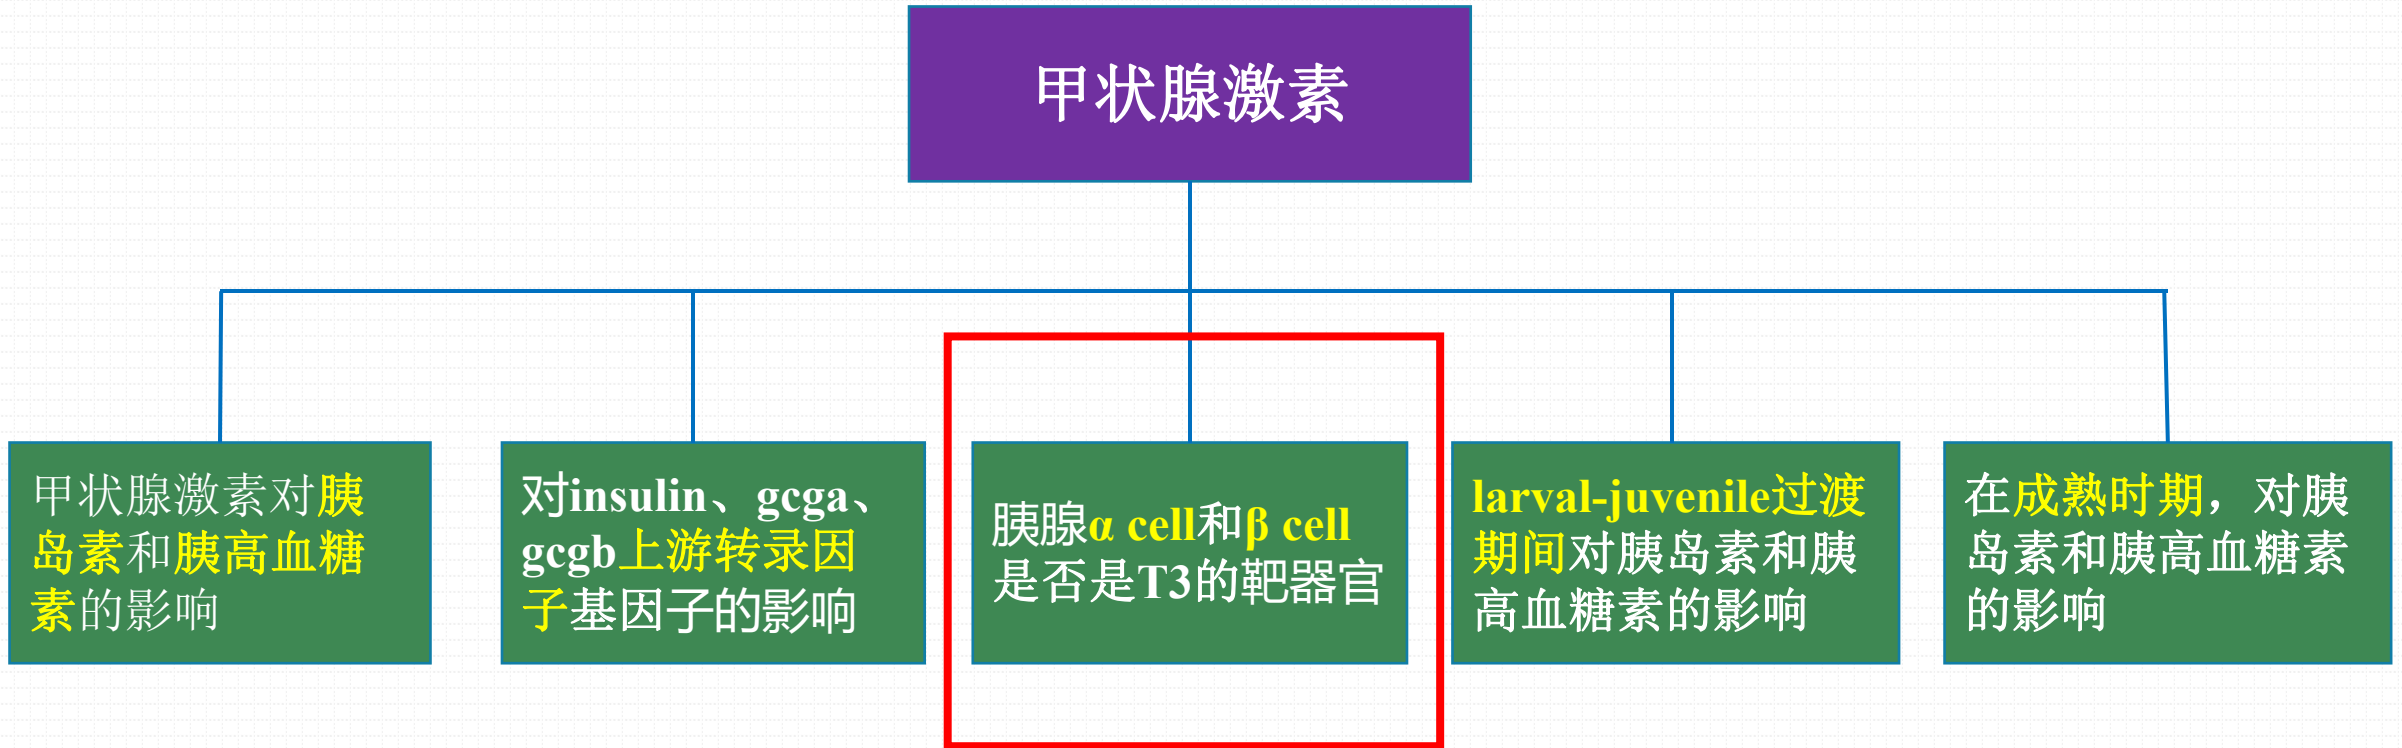 甲状腺激素
甲状腺激素对胰
岛素和胰高血糖
素的影响
对insulin、gcga、
gcgb上游转录因
子基因子的影响
胰腺α cell和β cell
是否是T3的靶器官
larval-juvenile过渡
期间对胰岛素和胰
高血糖素的影响
在成熟时期，对胰
岛素和胰高血糖素
的影响